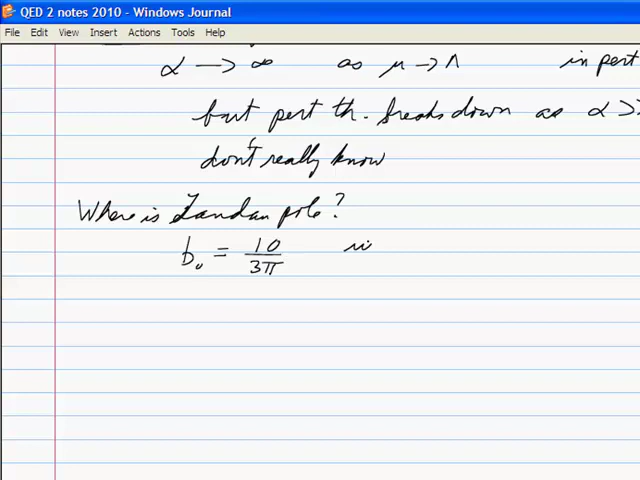 QED 2 notes 2010 - Windows Journal
File Edit View Insert Actions Tools Help
α → ∞ as μ → Λ in pert
but pert th. breaks down as α >
don't really know
Where is Landau pole?
b₀ = 10/3π